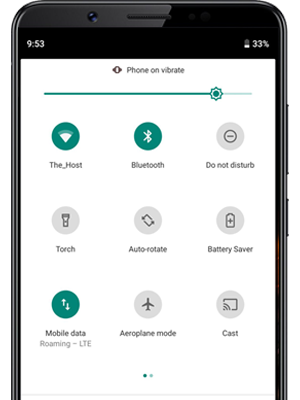 9:53
33%
Phone on vibrate
The_Host
Bluetooth
Do not disturb
Torch
Auto-rotate
Battery Saver
Mobile data
Roaming – LTE
Aeroplane mode
Cast